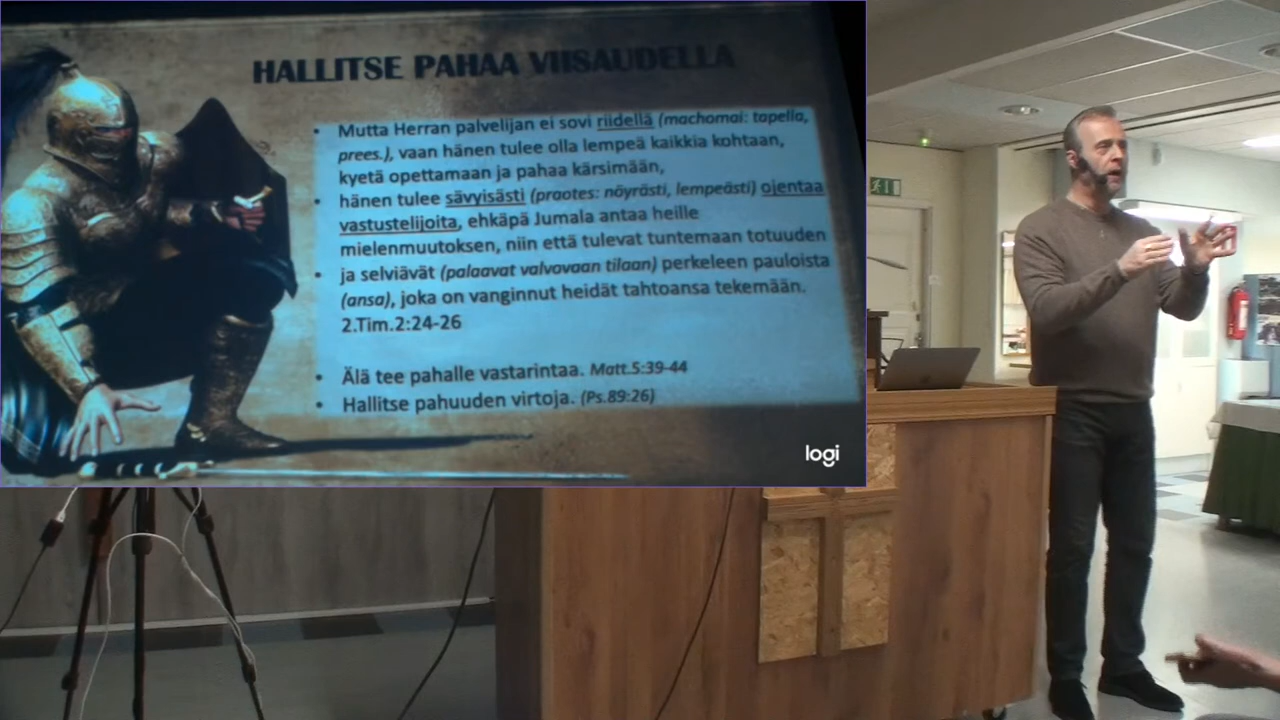 HALLITSE PAHAA VIISAUDELLA
• Mutta Herran palvelijan ei sovi riidellä (machomai: tapella,
prees.), vaan hänen tulee olla lempeä kaikkia kohtaan,
kyetä opettamaan ja pahaa kärsimään,
• hänen tulee sävyisästi (praotes: nöyrästi, lempeästi) ojentaa
vastustelijoita, ehkäpä Jumala antaa heille
mielenmuutoksen, niin että tulevat tuntemaan totuuden
• ja selviävät (palaavat valvovaan tilaan) perkeleen pauloista
(ansa), joka on vanginnut heidät tahtoansa tekemään.
2.Tim.2:24-26
• Älä tee pahalle vastarintaa. Matt.5:39-44
• Hallitse pahuuden virtoja. (Ps.89:26)
logi